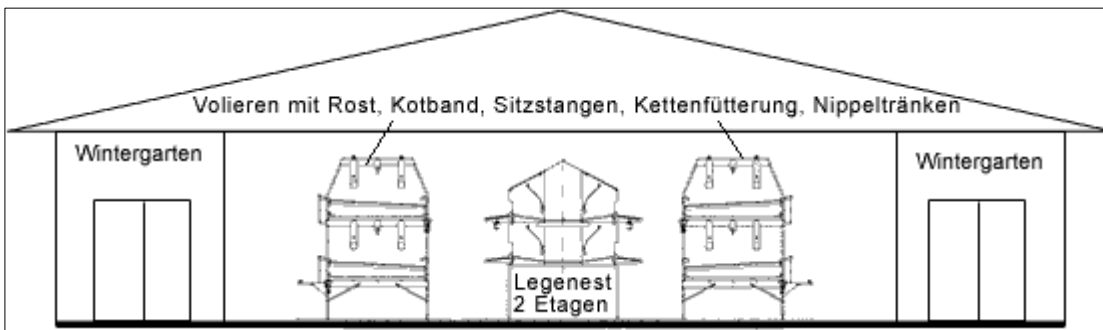 Volieren mit Rost, Kotband, Sitzstangen, Kettenfütterung, Nippeltränken
Wintergarten
Wintergarten
Legenest
2 Etagen